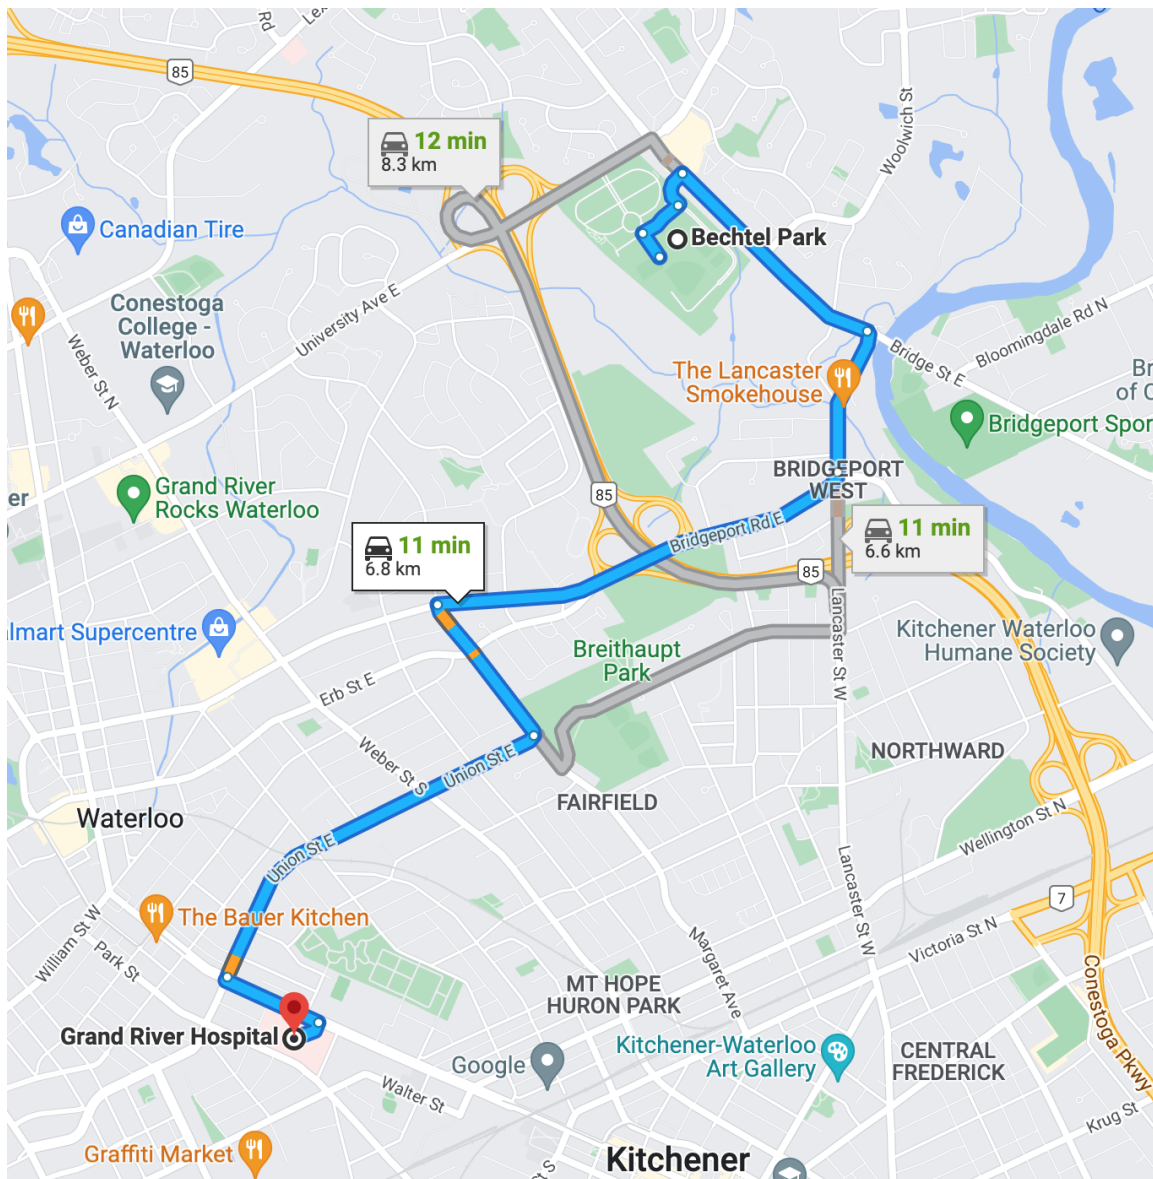 Rd
Le
85
12 min
8.3 km
Woolwich St
Canadian Tire
Bechtel Park
Conestoga
College -
Waterloo
University Ave E
Weber St N
Bloomingdale Rd N
Bridge St E
The Lancaster
Smokehouse
Br
of C
Bridgeport Spor
BRIDGEPORT
WEST
er
Grand River
Rocks Waterloo
85
Bridgeport Rd E
11 min
6.8 km
11 min
6.6 km
85
lmart Supercentre
Lancaster St W
Kitchener Waterloo
Humane Society
Breithaupt
Park
Erb St E
Weber St S
Union St E
NORTHWARD
FAIRFIELD
Waterloo
Wellington St N
Union St E
Lancaster St W
7
The Bauer Kitchen
William St W
Park St
Victoria St N
Margaret Ave
MT HOPE
HURON PARK
Conestoga Pkwy
Grand River Hospital
Google
Kitchener-Waterloo
Art Gallery
CENTRAL
FREDERICK
Walter St
Krug St
Graffiti Market
Kitchener
t S